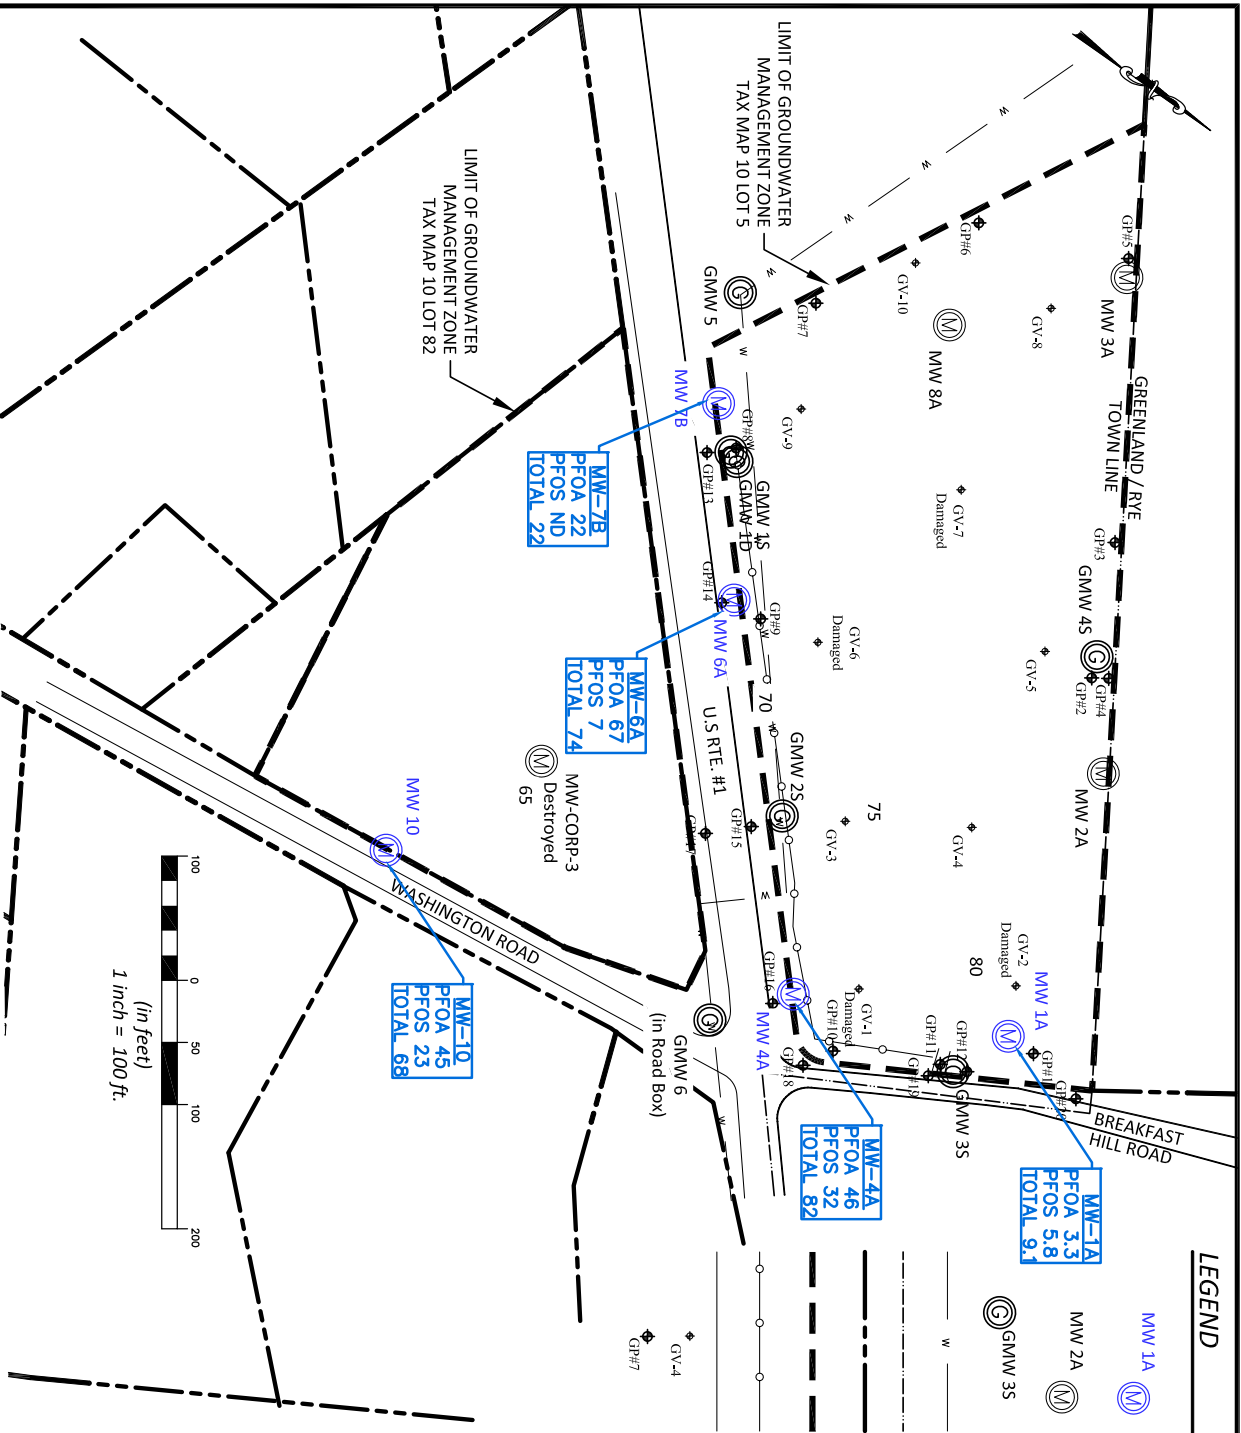 LEGEND
MW 1A
M
MW 2A
M
GMW 3S
G
W
GV-4
GP#7
GREENLAND / RYE
TOWN LINE
LIMIT OF GROUNDWATER
MANAGEMENT ZONE
TAX MAP 10 LOT 5
LIMIT OF GROUNDWATER
MANAGEMENT ZONE
TAX MAP 10 LOT 82
GP#5
M
MW 3A
GP#6
GV-10
GV-8
M
MW 8A
GP#7
GV-9
G
GMW 5
M
MW 7B
GP#8
GP#13
GMW 1S
GMW 1D
GV-7
Damaged
GP#3
GMW 4S
G
GP#4
GP#2
GV-5
GV-6
Damaged
GP#9
GP#14
M
MW 6A
70
U.S RTE. #1
M
MW 2A
GMW 2S
75
GV-3
GV-4
GP#15
80
GV-2
Damaged
MW 1A
M
GP#1
GP#16
M
MW 4A
GV-1
Damaged
GP#10
GP#11
GP#12
GP#18
GP#19
GMW 3S
BREAKFAST
HILL ROAD
G
GMW 6
(in Road Box)
MW-CORP-3
Destroyed
65
M
MW 10
M
WASHINGTON ROAD
W
W
W
W
W
W
MW-7B
PFOA 22
PFOS ND
TOTAL 22
MW-6A
PFOA 67
PFOS 7
TOTAL 74
MW-10
PFOA 45
PFOS 23
TOTAL 68
MW-4A
PFOA 46
PFOS 32
TOTAL 82
MW-1A
PFOA 3.3
PFOS 5.8
TOTAL 9.1
100
0
50
100
200
(in feet)
1 inch = 100 ft.